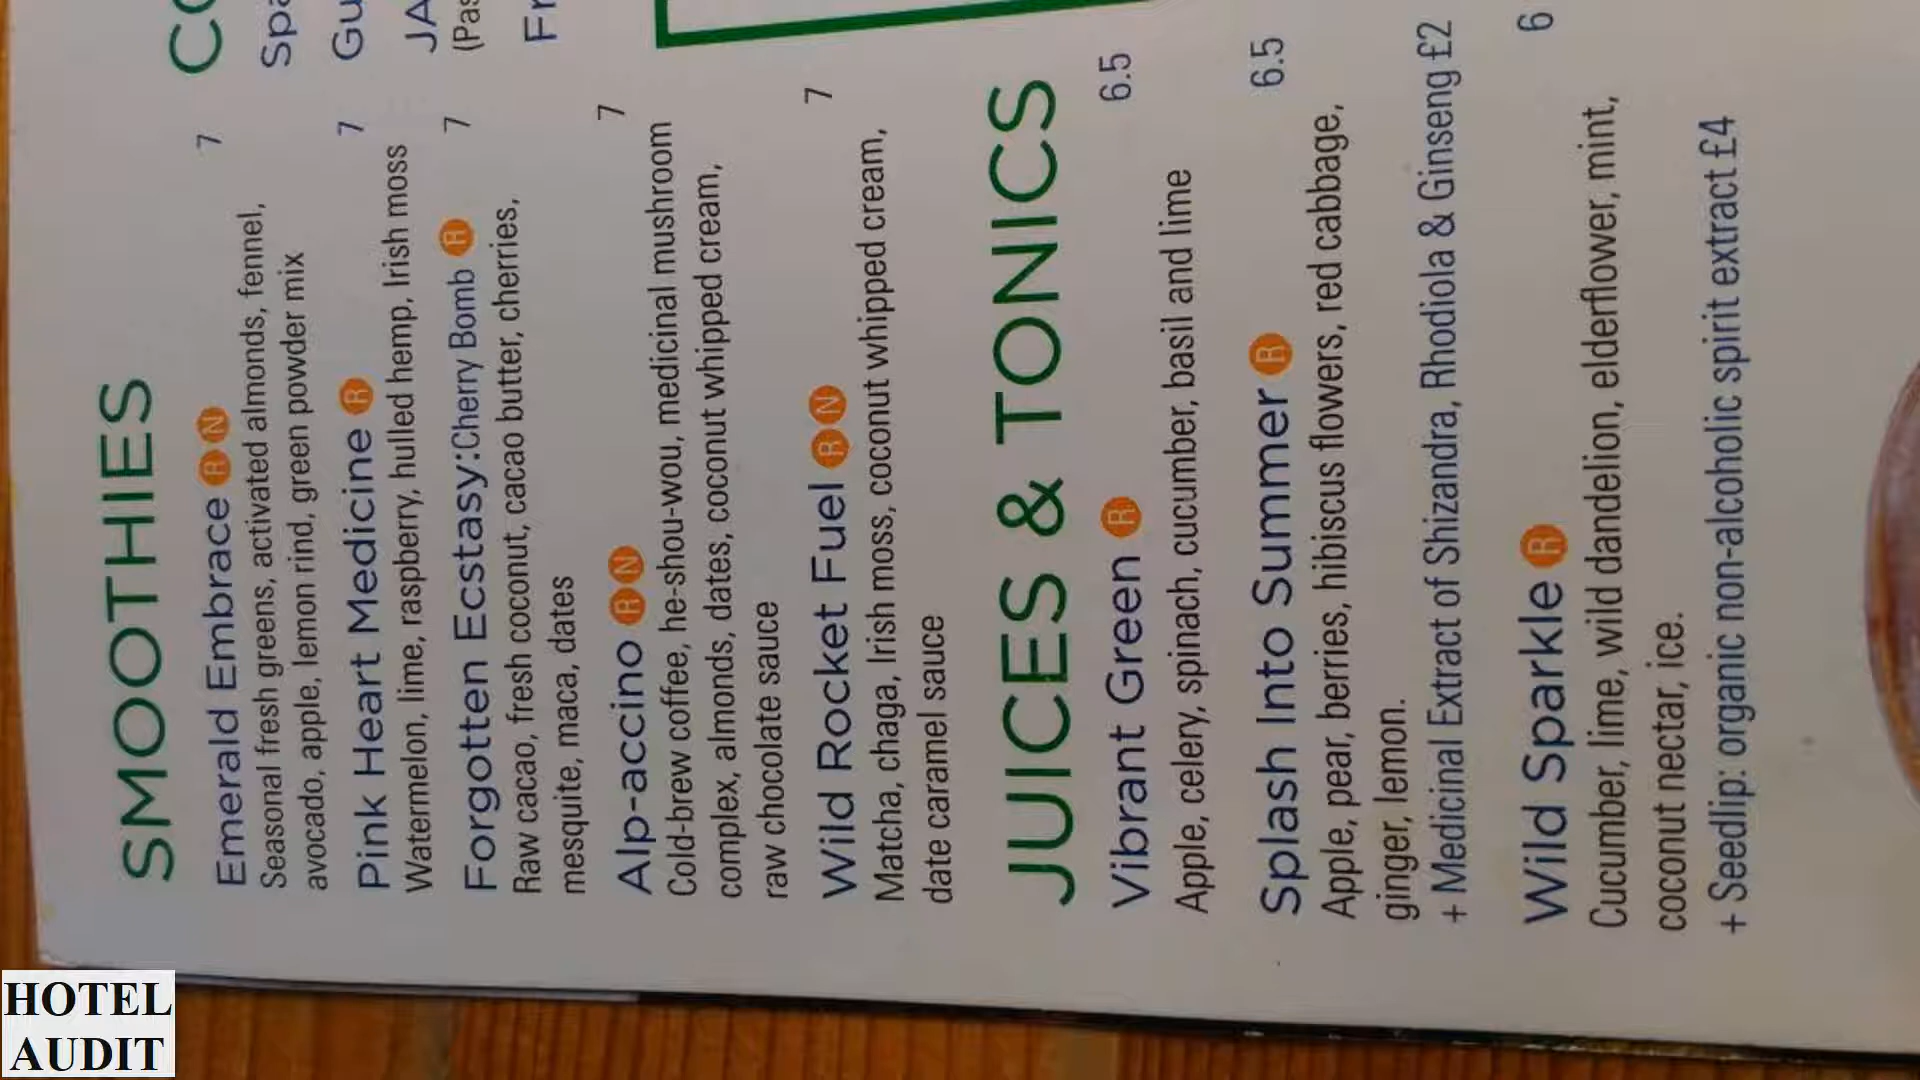 SMOOTHIES
Emerald Embrace R N 7
Seasonal fresh greens, activated almonds, fennel,
avocado, apple, lemon rind, green powder mix
Pink Heart Medicine R 7
Watermelon, lime, raspberry, hulled hemp, Irish moss
Forgotten Ecstasy:Cherry Bomb R 7
Raw cacao, fresh coconut, cacao butter, cherries,
mesquite, maca, dates
Alp-accino R N 7
Cold-brew coffee, he-shou-wou, medicinal mushroom
complex, almonds, dates, coconut whipped cream,
raw chocolate sauce
Wild Rocket Fuel R N 7
Matcha, chaga, Irish moss, coconut whipped cream,
date caramel sauce
JUICES & TONICS
Vibrant Green R 6.5
Apple, celery, spinach, cucumber, basil and lime
Splash Into Summer R 6.5
Apple, pear, berries, hibiscus flowers, red cabbage,
ginger, lemon.
+ Medicinal Extract of Shizandra, Rhodiola & Ginseng £2
Wild Sparkle R 6
Cucumber, lime, wild dandelion, elderflower, mint,
coconut nectar, ice.
+ Seedlip: organic non-alcoholic spirit extract £4
HOTEL
AUDIT